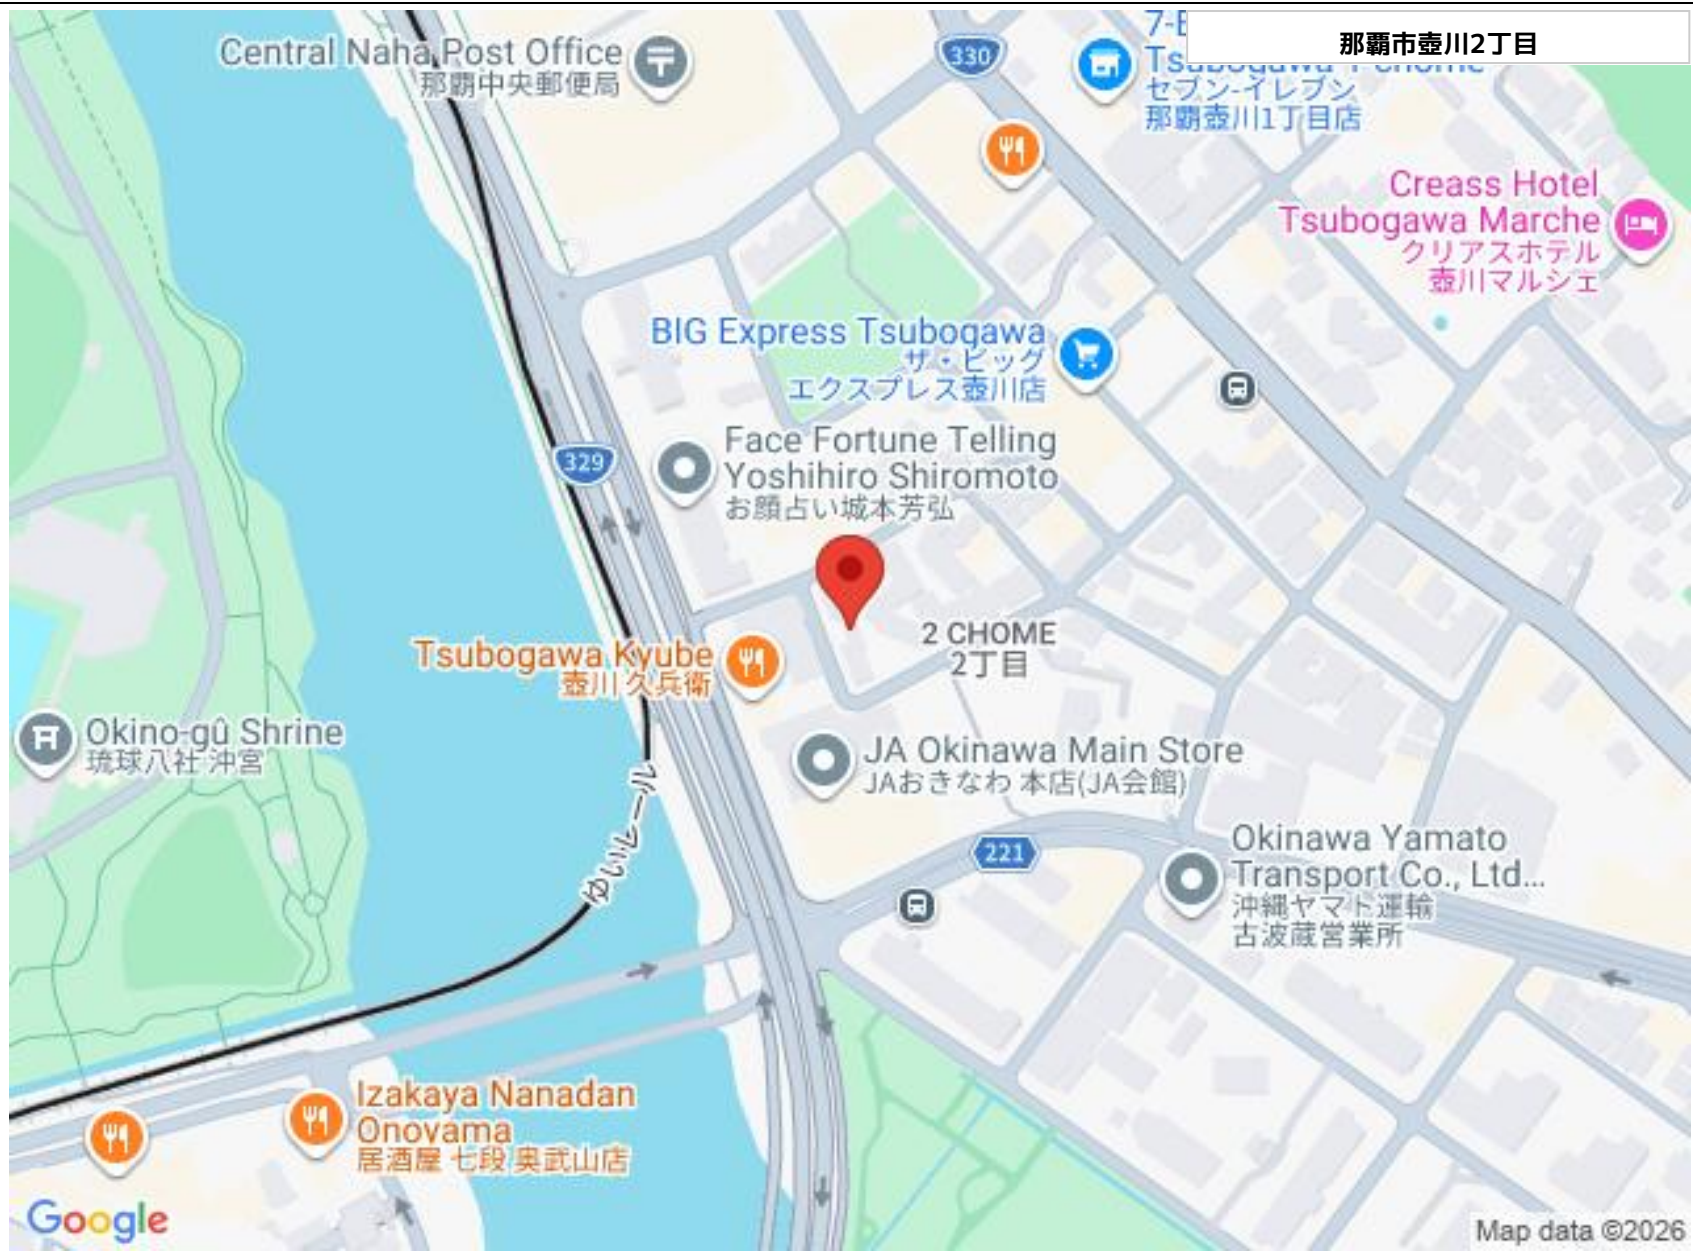 那覇市壺川2丁目
Central Naha Post Office
那覇中央郵便局
330
7-E
Tsubogawa 1-chome
セブン-イレブン
那覇壺川1丁目店
Creass Hotel
Tsubogawa Marche
クリアスホテル
壺川マルシェ
BIG Express Tsubogawa
ザ・ビッグ
エクスプレス壺川店
Face Fortune Telling
Yoshihiro Shiromoto
お顔占い城本芳弘
329
2 CHOME
2丁目
Tsubogawa Kyube
壺川 久兵衛
Okino-gû Shrine
琉球八社 沖宮
JA Okinawa Main Store
JAおきなわ 本店(JA会館)
ゆいレール
221
Okinawa Yamato
Transport Co., Ltd...
沖縄ヤマト運輸
古波蔵営業所
Izakaya Nanadan
Onoyama
居酒屋 七段 奥武山店
Google
Map data ©2026